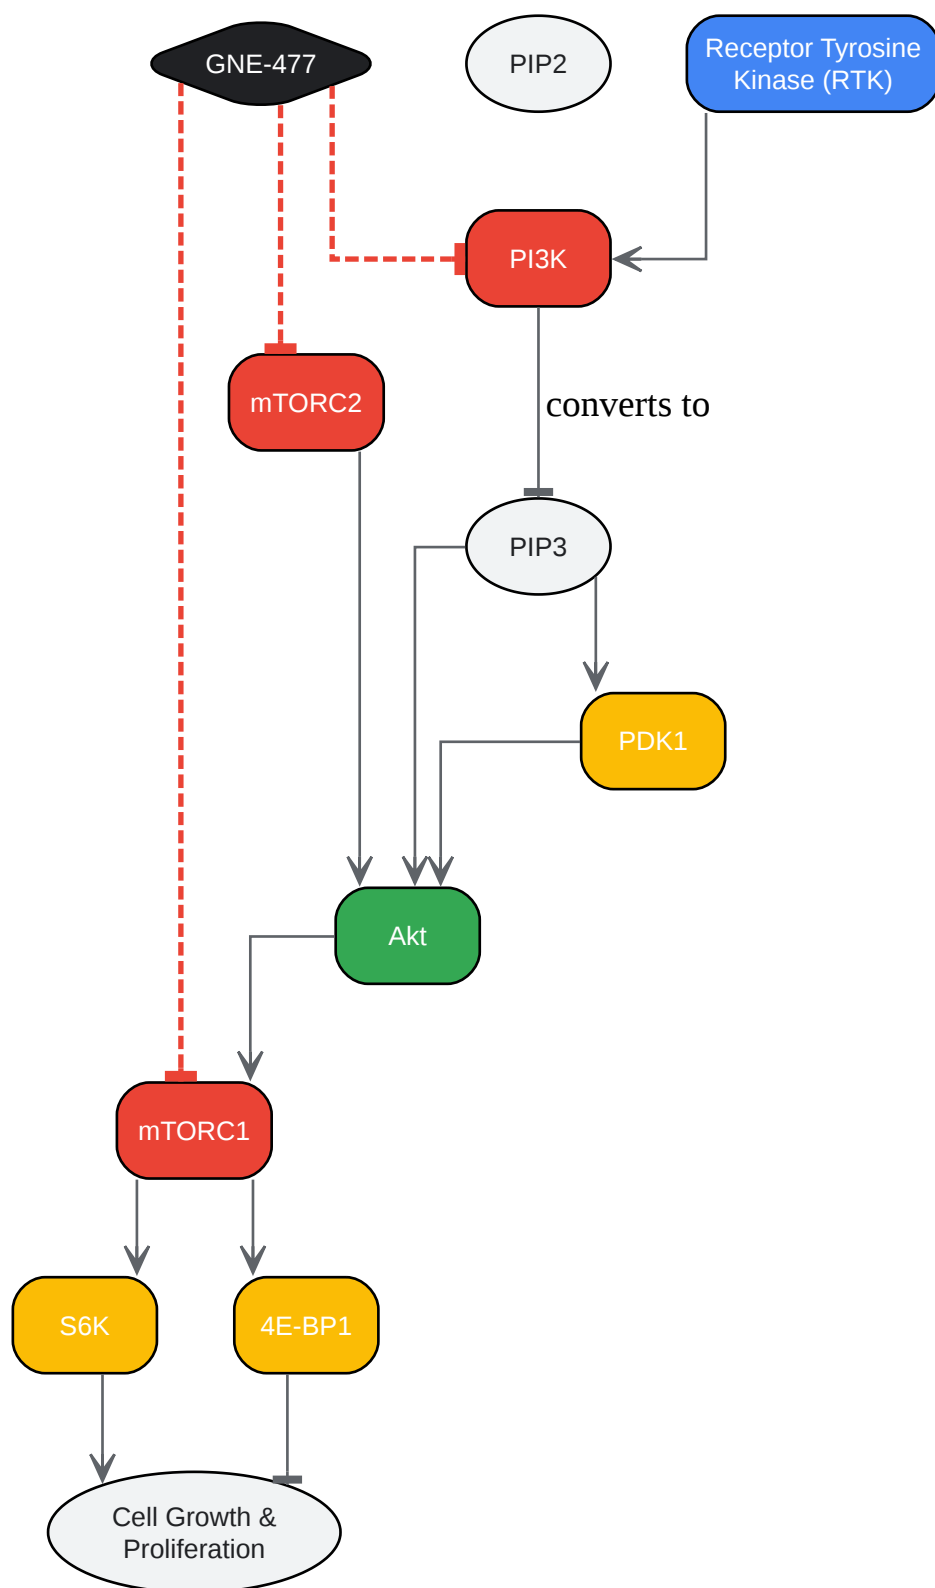 GNE-477
PIP2
Receptor Tyrosine
Kinase (RTK)
PI3K
mTORC2
converts to
PIP3
PDK1
Akt
mTORC1
S6K
4E-BP1
Cell Growth &
Proliferation